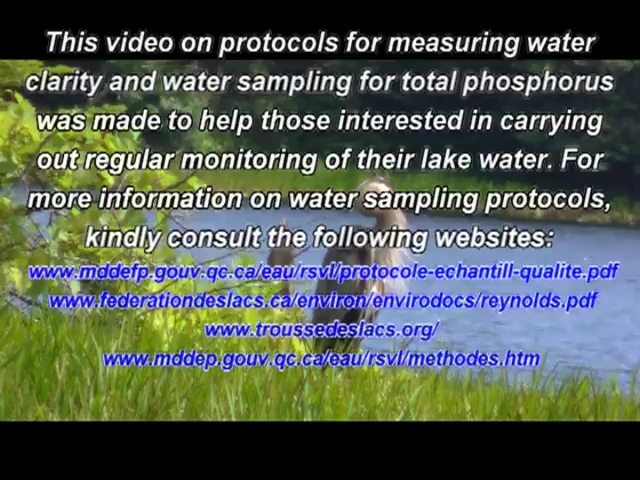 This video on protocols for measuring water
clarity and water sampling for total phosphorus
was made to help those interested in carrying
out regular monitoring of their lake water. For
more information on water sampling protocols,
kindly consult the following websites:
www.mddefp.gouv.qc.ca/eau/rsvl/protocole-echantill-qualite.pdf
www.federationdeslacs.ca/environ/envirodocs/reynolds.pdf
www.troussedeslacs.org/
www.mddep.gouv.qc.ca/eau/rsvl/methodes.htm